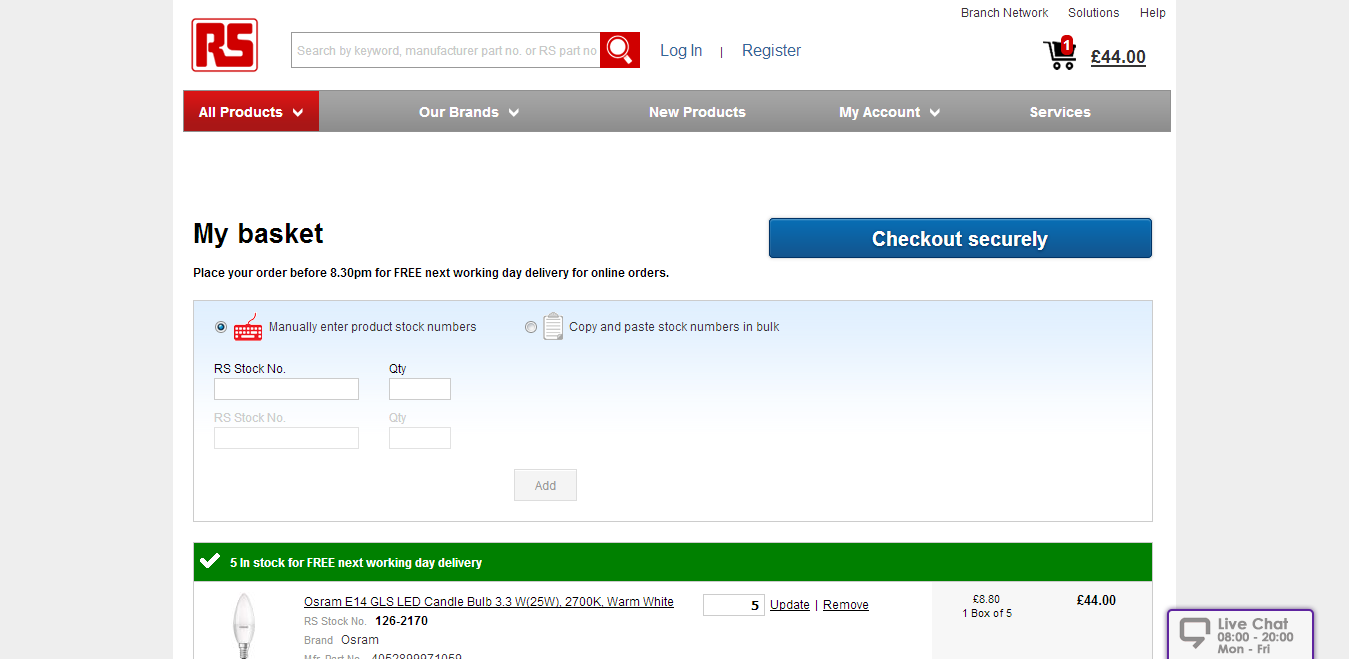 Branch Network Solutions Help
RS
Search by keyword, manufacturer part no. or RS part no
Log In | Register
1
£44.00
All Products Our Brands New Products My Account Services
My basket
Checkout securely
Place your order before 8.30pm for FREE next working day delivery for online orders.
Manually enter product stock numbers Copy and paste stock numbers in bulk
RS Stock No. Qty
RS Stock No. Qty
Add
5 In stock for FREE next working day delivery
Osram E14 GLS LED Candle Bulb 3.3 W(25W), 2700K, Warm White
5 Update | Remove
£8.80
£44.00
1 Box of 5
RS Stock No. 126-2170
Brand Osram
Mfr. Part No. 4052899971059
Live Chat
08:00 - 20:00
Mon - Fri